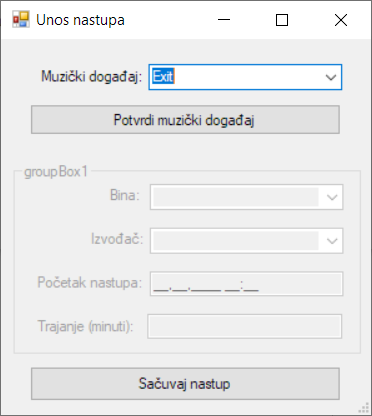 Unos nastupa
Muzički događaj: Exit
Potvrdi muzički događaj
groupBox1
Bina:
Izvođač:
Početak nastupa: __.__.____ __:__
Trajanje (minuti):
Sačuvaj nastup